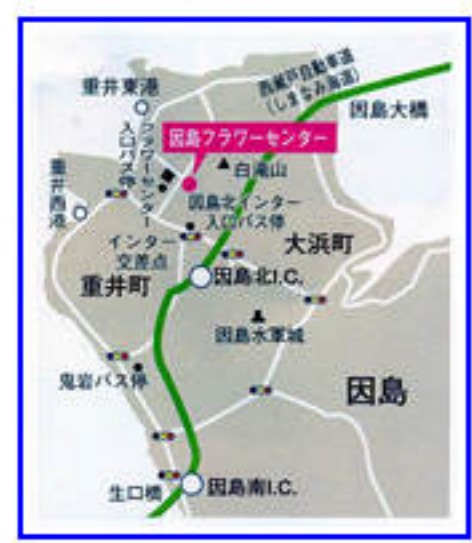 西瀬戸自動車道
(しまなみ海道)
因島大橋
重井東港
フラワーセンター
入口バス停
因島フラワーセンター
白滝山
重井西港
因島北インター
入口バス停
インター
交差点
大浜町
重井町
因島北I.C.
因島水軍城
鬼岩バス停
因島
生口橋
因島南I.C.